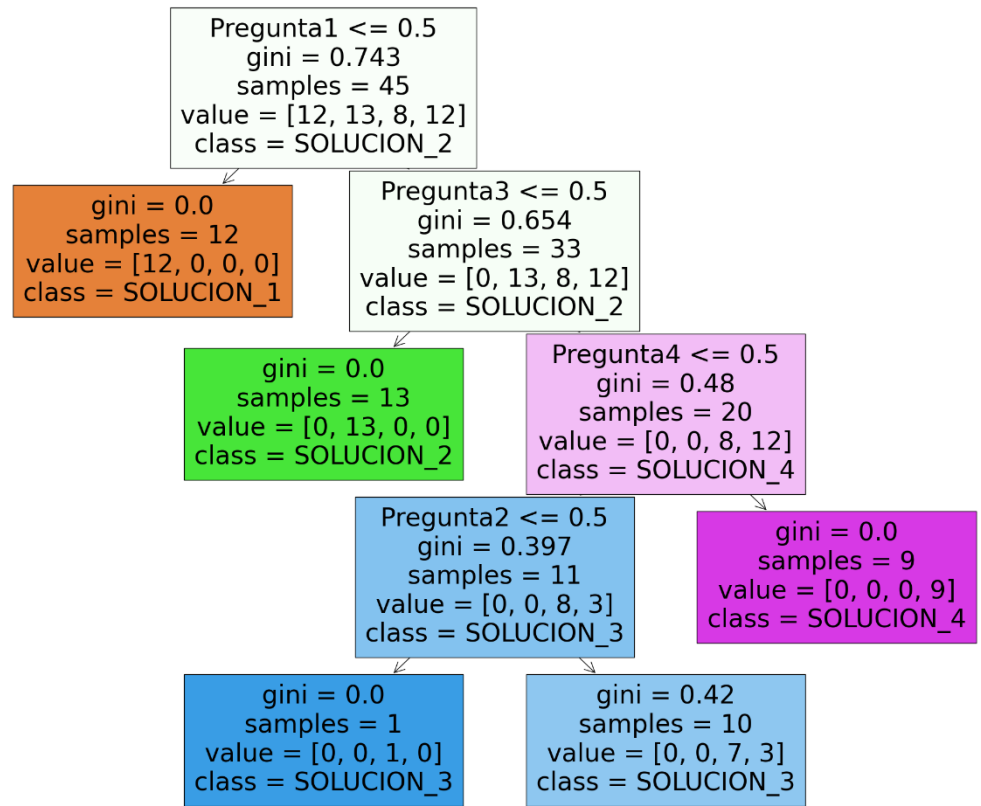 Pregunta1 <= 0.5
gini = 0.743
samples = 45
value = [12, 13, 8, 12]
class = SOLUCION_2
gini = 0.0
samples = 12
value = [12, 0, 0, 0]
class = SOLUCION_1
Pregunta3 <= 0.5
gini = 0.654
samples = 33
value = [0, 13, 8, 12]
class = SOLUCION_2
gini = 0.0
samples = 13
value = [0, 13, 0, 0]
class = SOLUCION_2
Pregunta4 <= 0.5
gini = 0.48
samples = 20
value = [0, 0, 8, 12]
class = SOLUCION_4
Pregunta2 <= 0.5
gini = 0.397
samples = 11
value = [0, 0, 8, 3]
class = SOLUCION_3
gini = 0.0
samples = 9
value = [0, 0, 0, 9]
class = SOLUCION_4
gini = 0.0
samples = 1
value = [0, 0, 1, 0]
class = SOLUCION_3
gini = 0.42
samples = 10
value = [0, 0, 7, 3]
class = SOLUCION_3